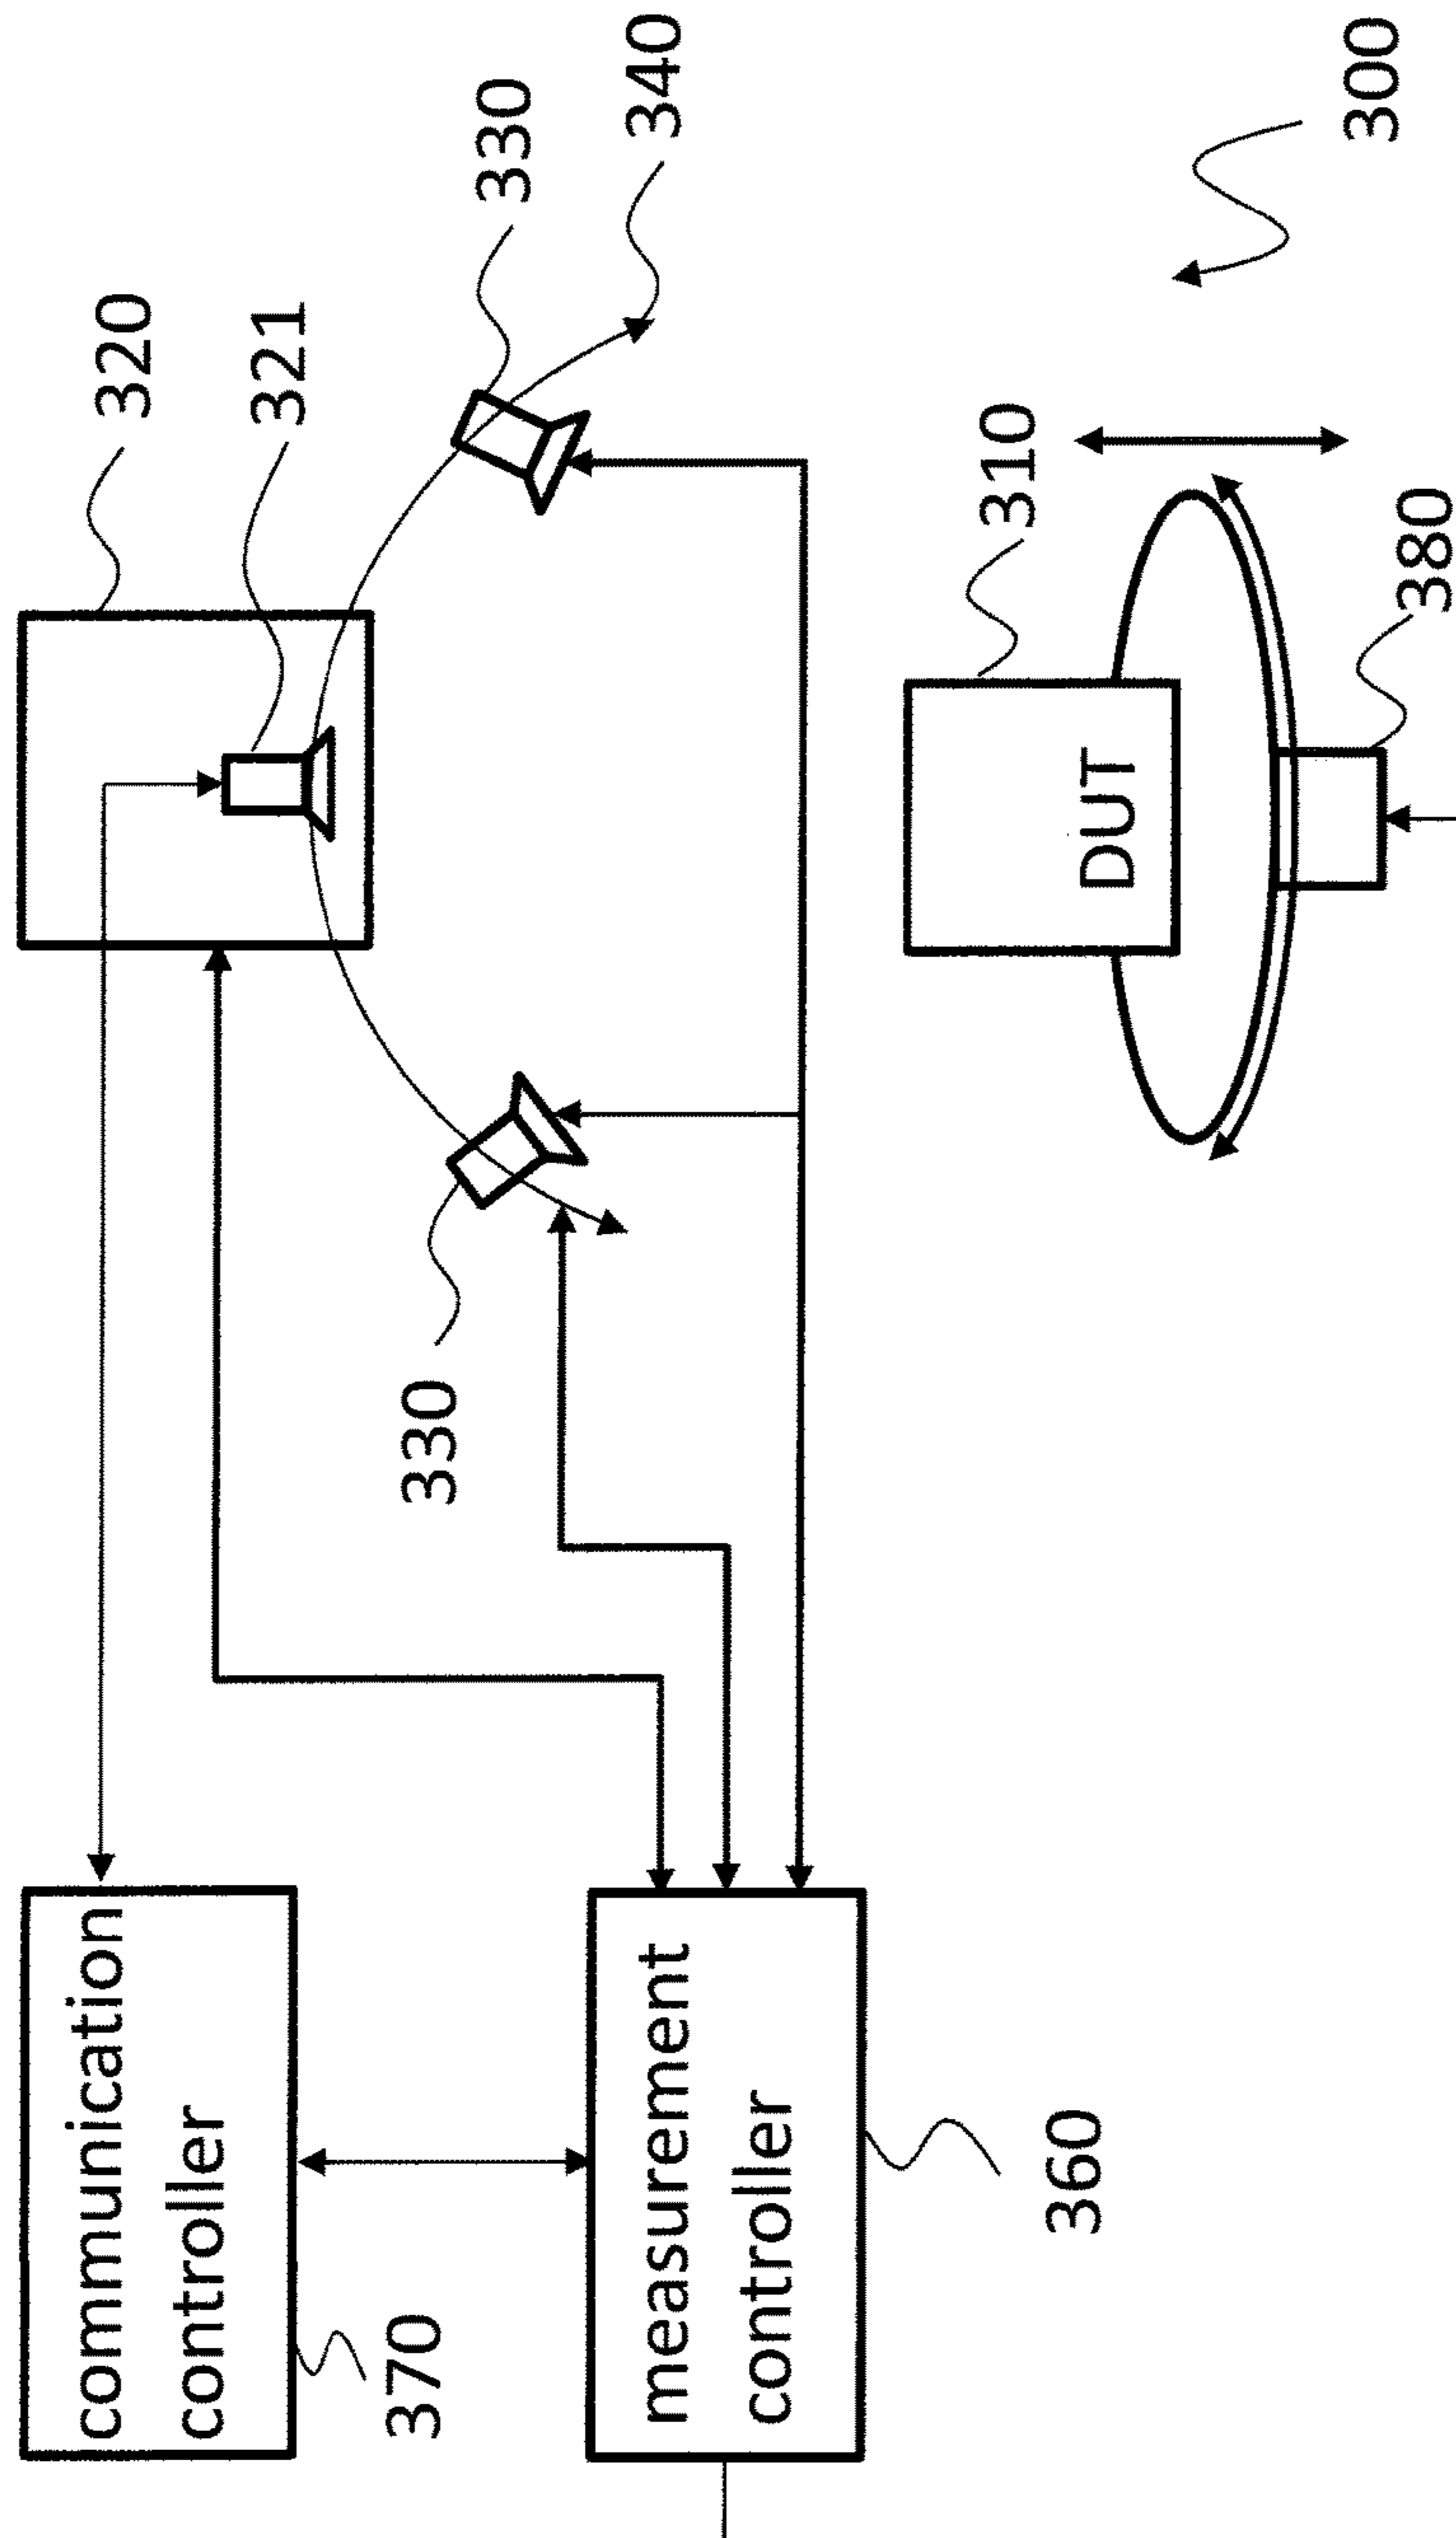 communication
controller
370
measurement
controller
360
320
321
330
330
340
310
DUT
380
300